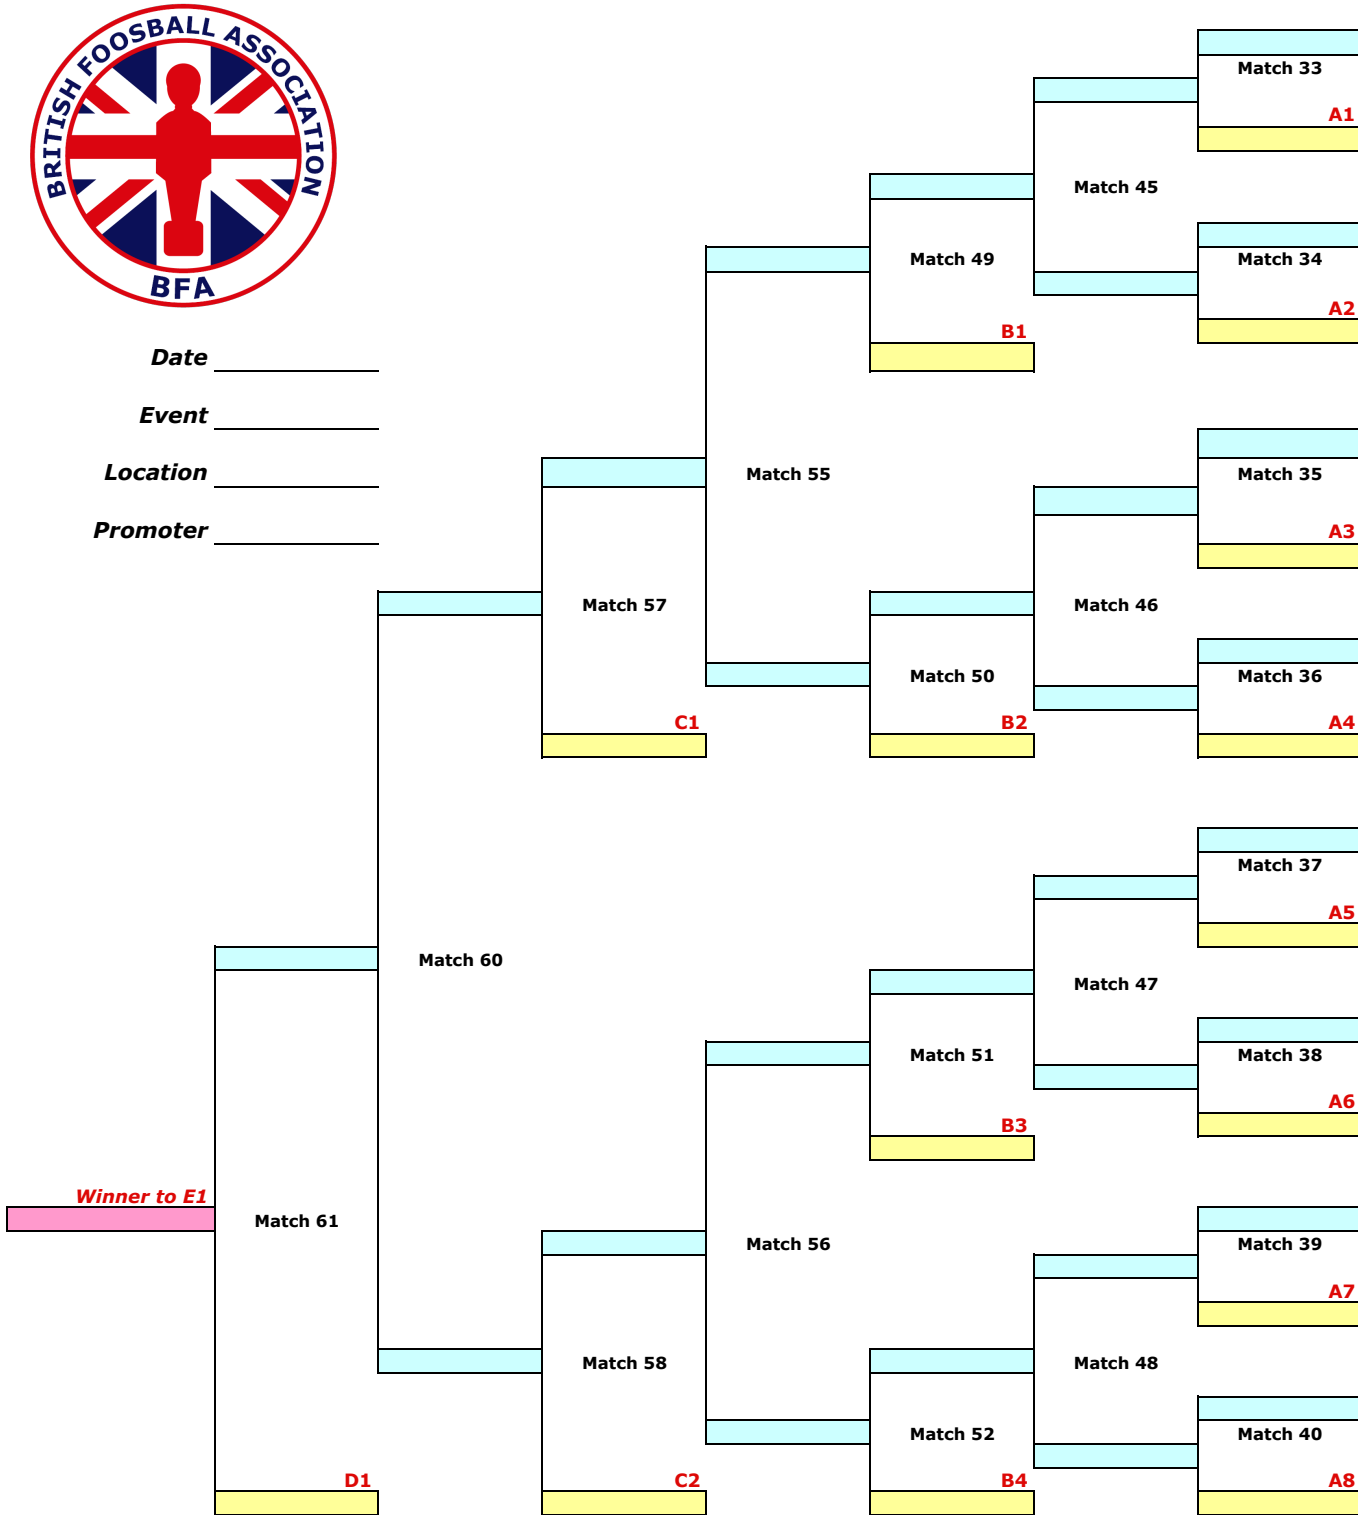 BRITISH FOOSBALL ASSOCIATION
BFA
Match 33
A1
Match 45
Match 34
Match 49
A2
B1
Date
Event
Location
Match 55
Match 35
Promoter
A3
Match 57
Match 46
Match 50
Match 36
C1
B2
A4
Match 37
A5
Match 60
Match 47
Match 51
Match 38
A6
B3
Winner to E1
Match 61
Match 56
Match 39
A7
Match 58
Match 48
Match 52
Match 40
D1
C2
B4
A8